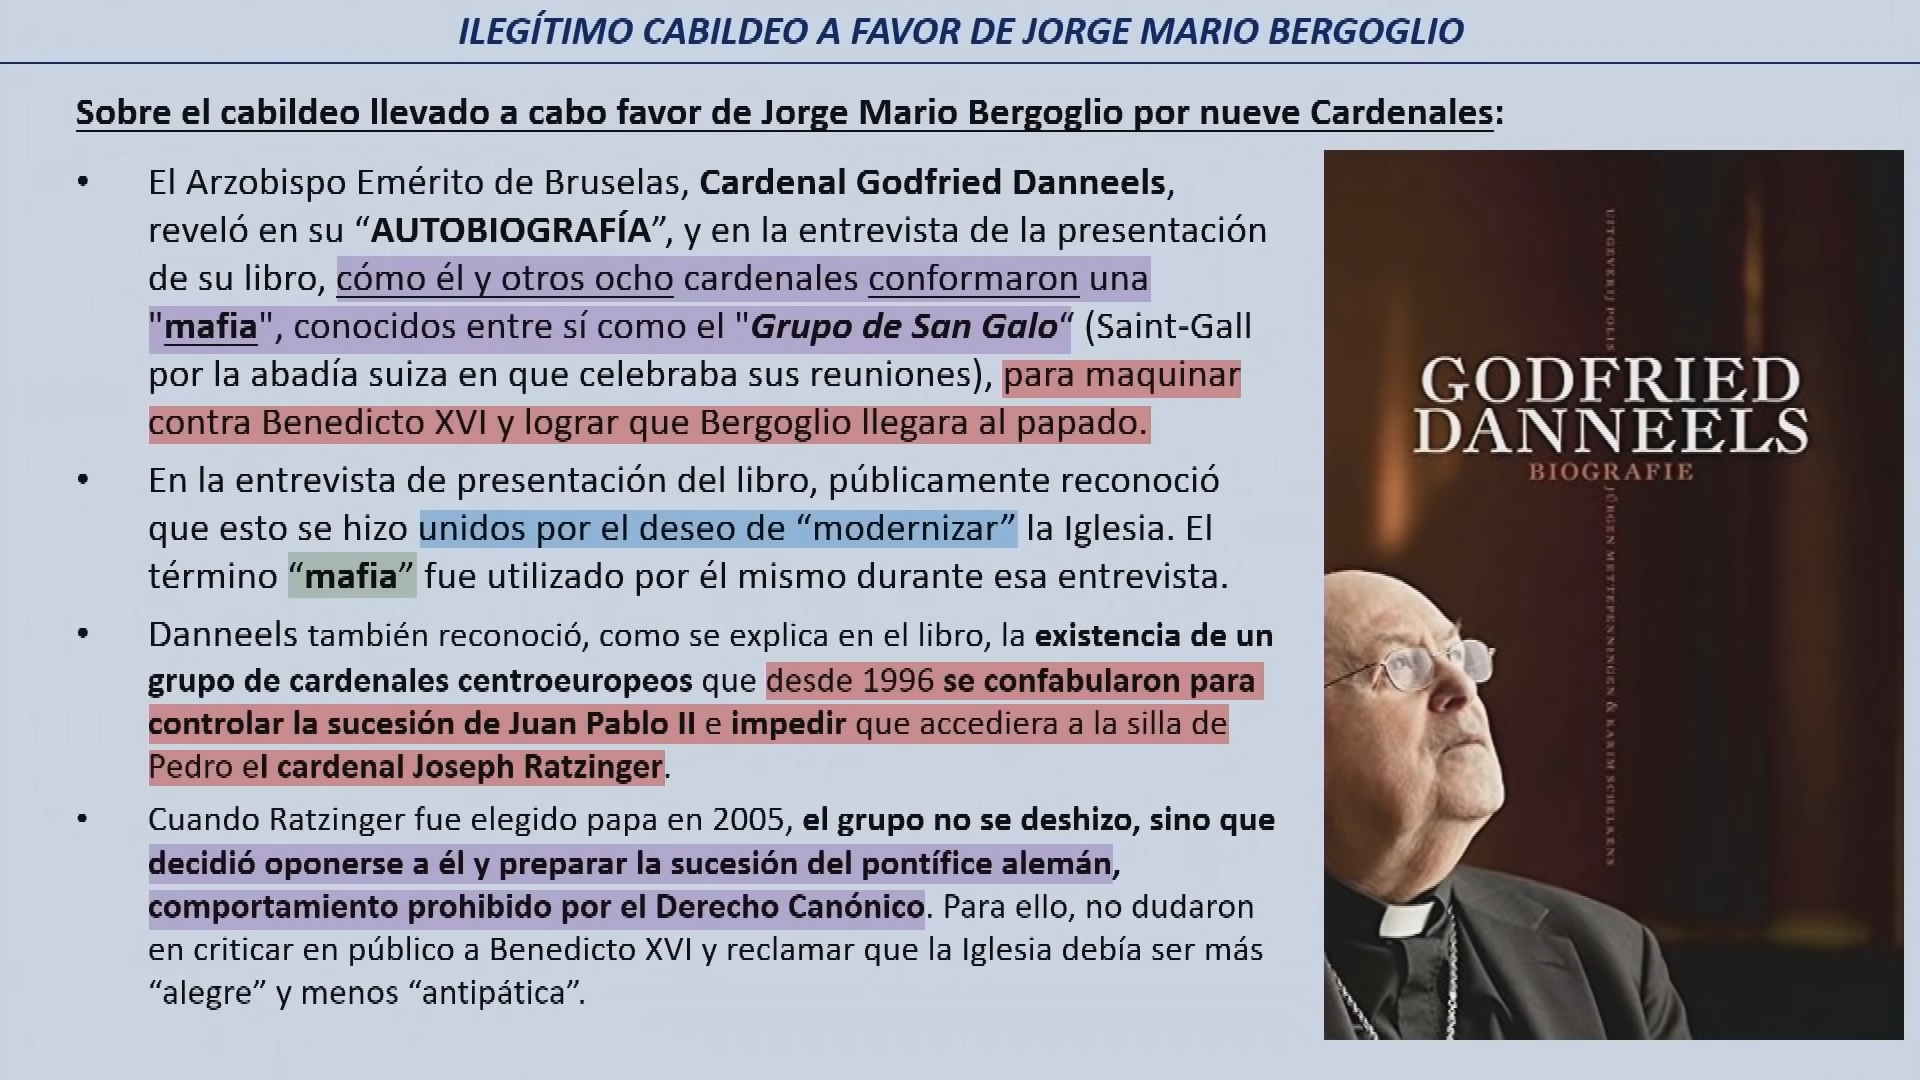 ILEGÍTIMO CABILDEO A FAVOR DE JORGE MARIO BERGOGLIO
Sobre el cabildeo llevado a cabo favor de Jorge Mario Bergoglio por nueve Cardenales:
• El Arzobispo Emérito de Bruselas, Cardenal Godfried Danneels,
reveló en su “AUTOBIOGRAFÍA”, y en la entrevista de la presentación
de su libro, cómo él y otros ocho cardenales conformaron una
"mafia", conocidos entre sí como el "Grupo de San Galo“ (Saint-Gall
por la abadía suiza en que celebraba sus reuniones), para maquinar
contra Benedicto XVI y lograr que Bergoglio llegara al papado.
• En la entrevista de presentación del libro, públicamente reconoció
que esto se hizo unidos por el deseo de “modernizar” la Iglesia. El
término “mafia” fue utilizado por él mismo durante esa entrevista.
• Danneels también reconoció, como se explica en el libro, la existencia de un
grupo de cardenales centroeuropeos que desde 1996 se confabularon para
controlar la sucesión de Juan Pablo II e impedir que accediera a la silla de
Pedro el cardenal Joseph Ratzinger.
• Cuando Ratzinger fue elegido papa en 2005, el grupo no se deshizo, sino que
decidió oponerse a él y preparar la sucesión del pontífice alemán,
comportamiento prohibido por el Derecho Canónico. Para ello, no dudaron
en criticar en público a Benedicto XVI y reclamar que la Iglesia debía ser más
“alegre” y menos “antipática”.
UITGEVERIJ POLIS
GODFRIED
DANNEELS
BIOGRAFIE
JÜRGEN METTEPENNINGEN & KARIM SCHELKENS